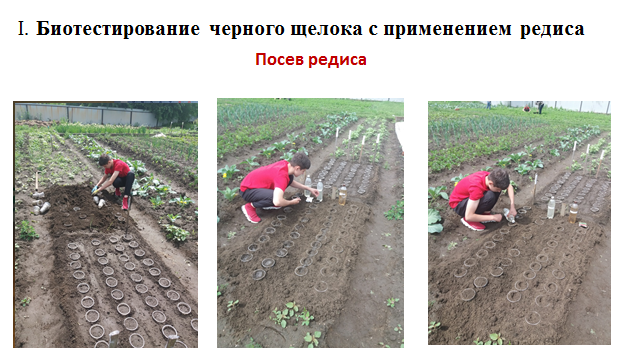 I. Биотестирование черного щелока с применением редиса
Посев редиса